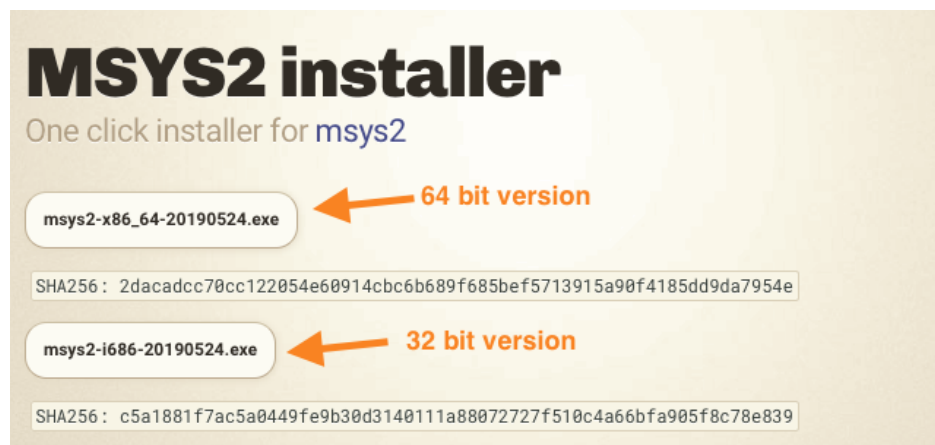 MSYS2 installer
One click installer for msys2
msys2-x86_64-20190524.exe
64 bit version
SHA256: 2dacadcc70cc122054e60914cbc6b689f685bef5713915a90f4185dd9da7954e
msys2-i686-20190524.exe
32 bit version
SHA256: c5a1881f7ac5a0449fe9b30d3140111a88072727f510c4a66bfa905f8c78e839